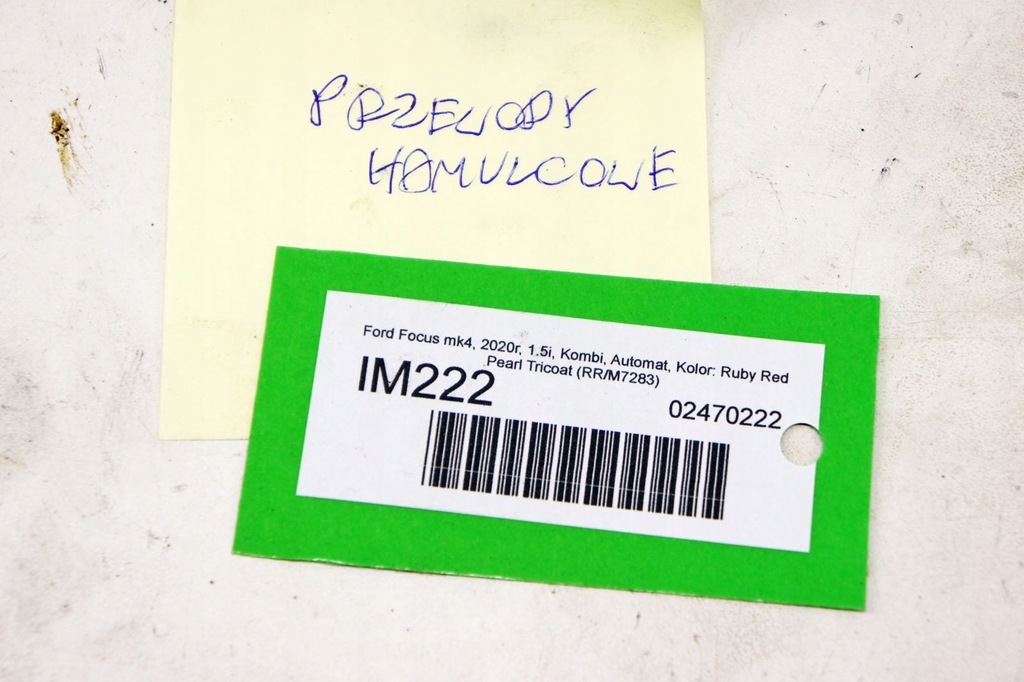 PRZEWODY
HAMULCOWE
Ford Focus mk4, 2020r, 1.5i, Kombi, Automat, Kolor: Ruby Red
Pearl Tricoat (RR/M7283)
IM222
02470222